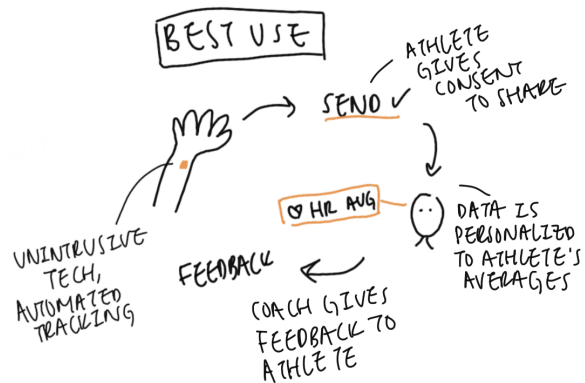 BEST USE
ATHLETE
GIVES
CONSENT
TO SHARE
SEND ✓
♡ HR AVG
DATA IS
PERSONALIZED
TO ATHLETE'S
AVERAGES
UNINTRUSIVE
TECH,
AUTOMATED
TRACKING
FEEDBACK
COACH GIVES
FEEDBACK TO
ATHLETE